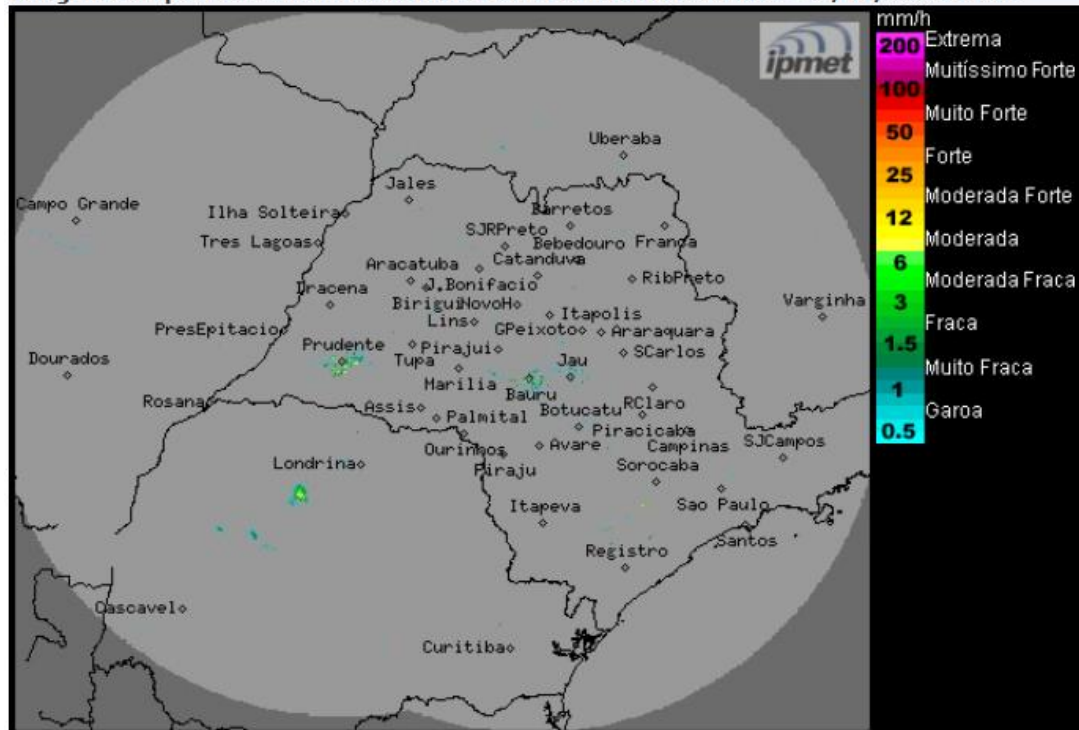 mm/h
200 Extrema
Muitíssimo Forte
100
Muito Forte
50
Forte
25
Moderada Forte
12
Moderada
6
Moderada Fraca
3
Fraca
1.5
Muito Fraca
1
Garoa
0.5
ipmet
Uberaba
Jales
Campo Grande
Ilha Solteira
Barretos
SJRPreto
Tres Lagoas
Bebedouro Franca
Catanduva
Aracatuba
J.Bonifacio
RibPreto
Dracena
Birigui NovoH
Varginha
Itapolis
Lins
PresEpitacio
GPeixoto
Araraquara
Prudente
Pirajui
Dourados
Tupa
Jau
SCarlos
Marilia
Bauru
Rosana
Assis
Botucatu
RClaro
Palmital
Piracicaba
Ourinhos
Avare
Campinas
SJCampos
Londrina
Piraju
Sorocaba
Itapeva
Sao Paulo
Registro
Santos
Cascavel
Curitiba